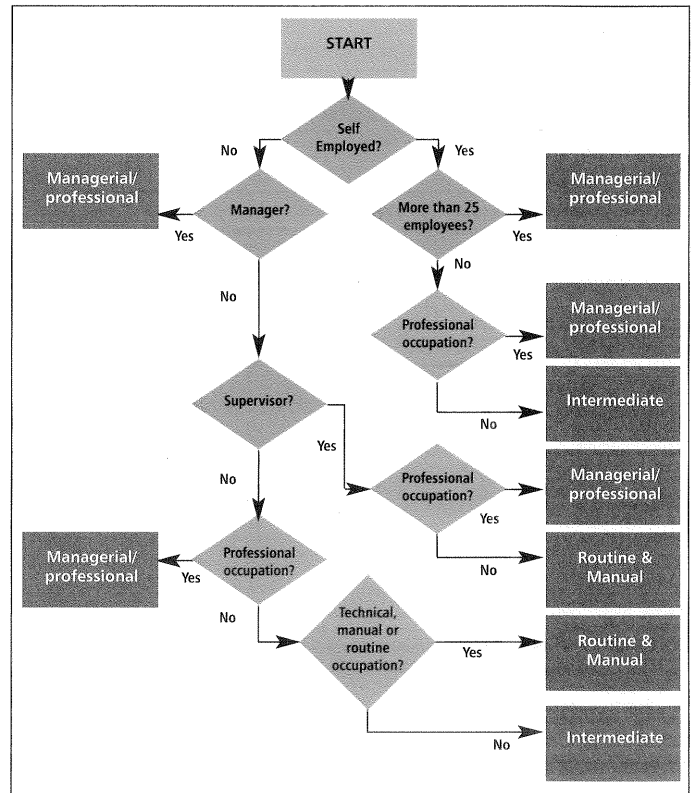 START
Self
Employed?
No
Yes
Managerial/
professional
Manager?
Yes
More than 25
employees?
Yes
Managerial/
professional
No
No
Professional
occupation?
Yes
Managerial/
professional
No
Intermediate
Supervisor?
Yes
No
Professional
occupation?
Yes
Managerial/
professional
No
Routine &
Manual
Managerial/
professional
Yes
Professional
occupation?
No
Technical,
manual or
routine
occupation?
Yes
Routine &
Manual
No
Intermediate